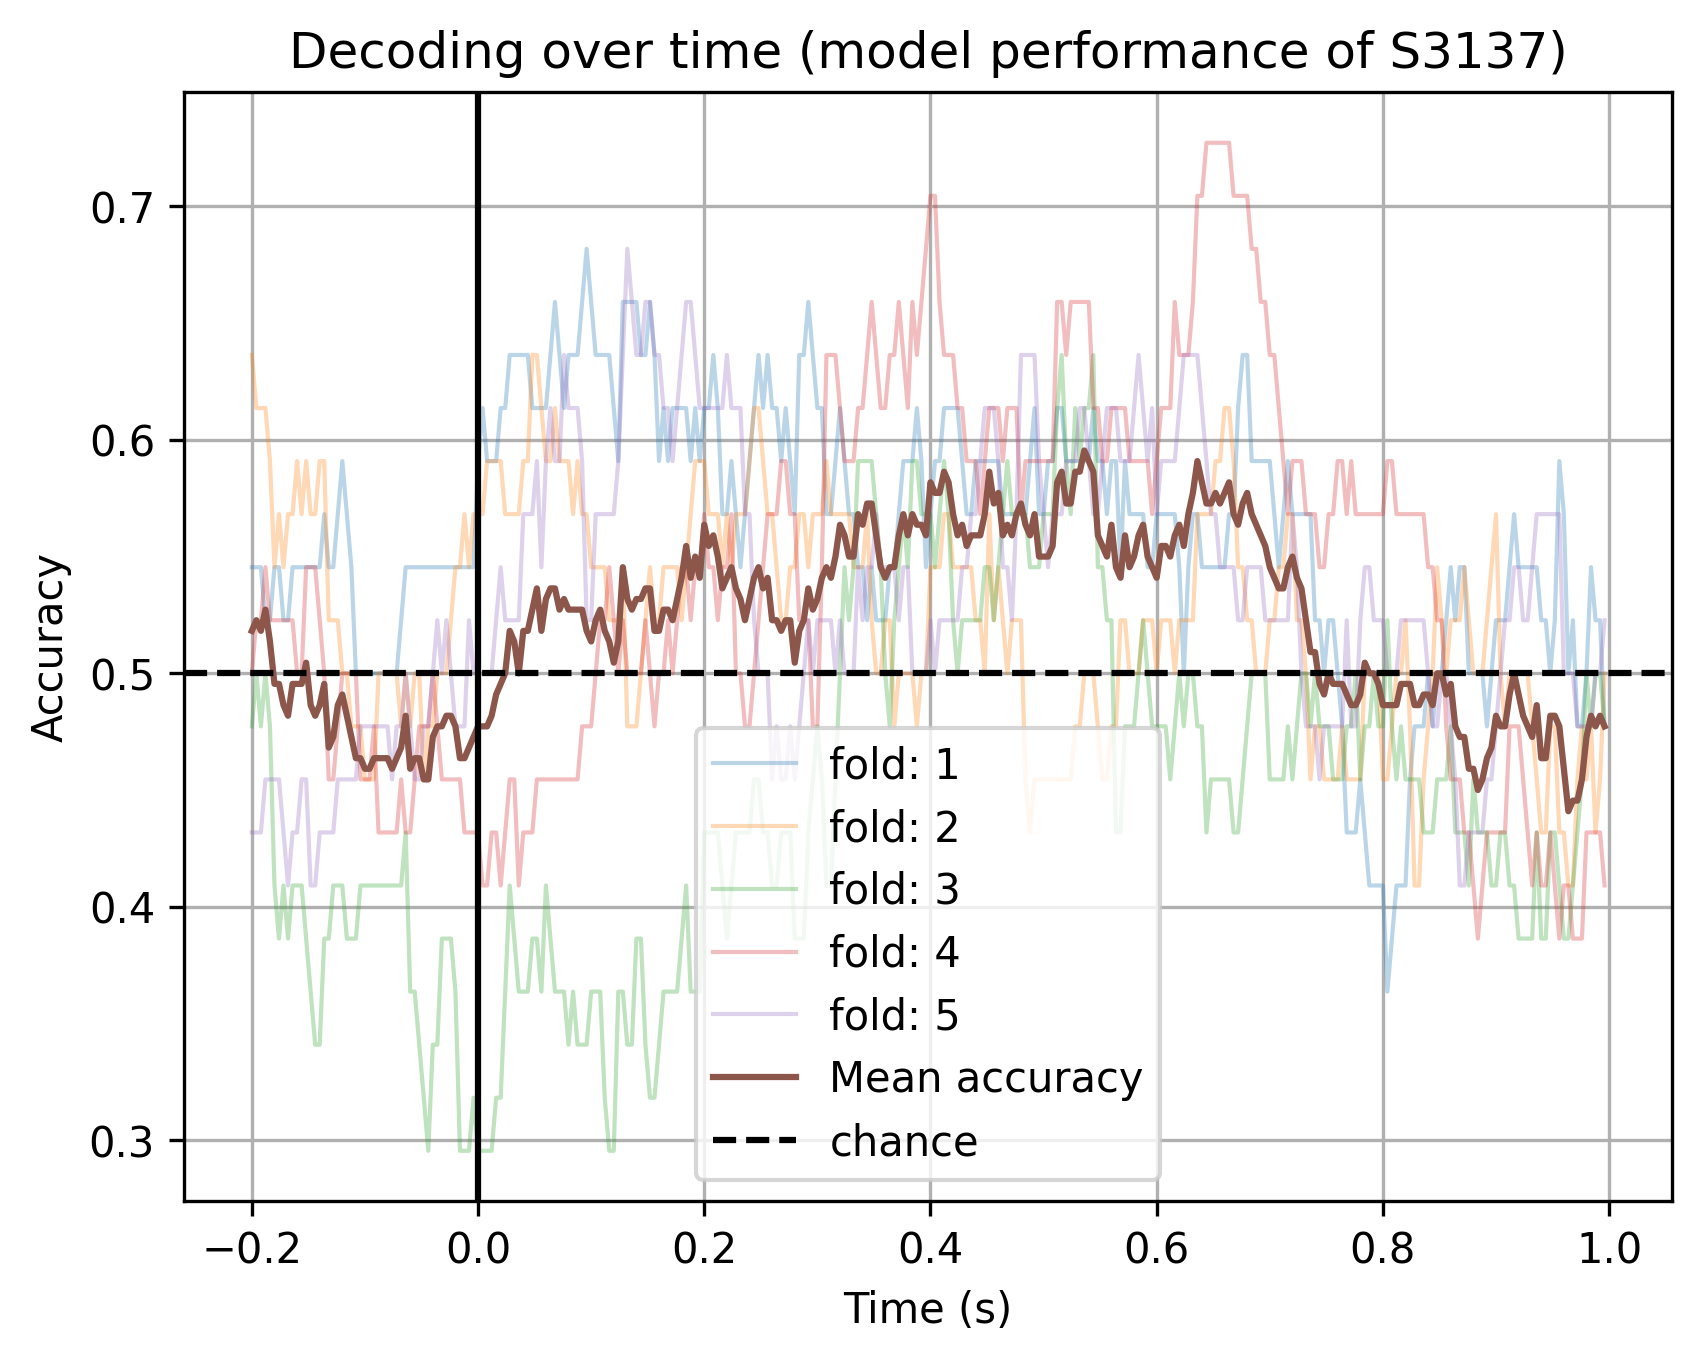 Decoding over time (model performance of S3137)
Accuracy
0.7
0.6
0.5
0.4
0.3
fold: 1
fold: 2
fold: 3
fold: 4
fold: 5
Mean accuracy
chance
−0.2 0.0 0.2 0.4 0.6 0.8 1.0
Time (s)